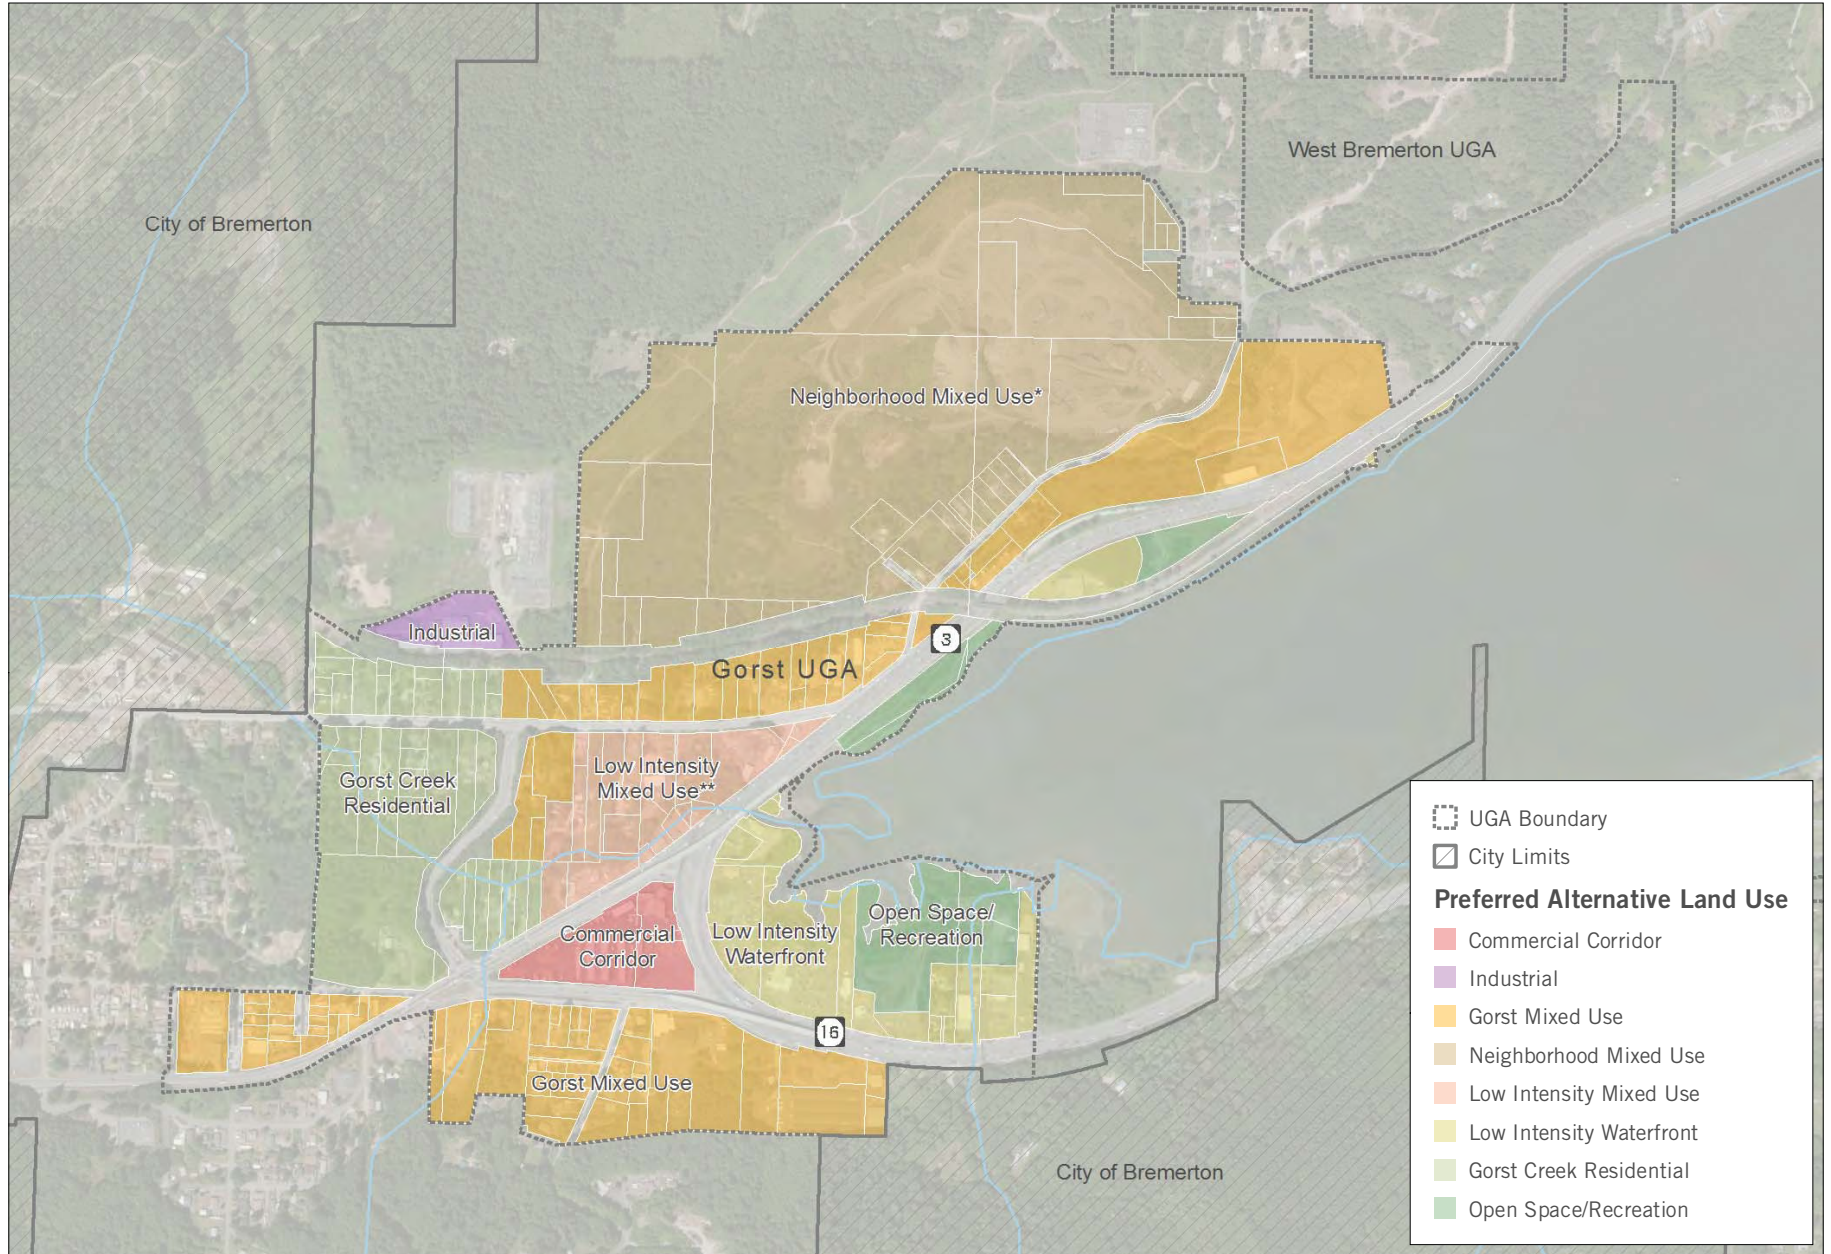 West Bremerton UGA
City of Bremerton
Neighborhood Mixed Use*
Industrial
3
Gorst UGA
Low Intensity
Mixed Use**
Gorst Creek
Residential
Open Space/
Recreation
Commercial
Corridor
Low Intensity
Waterfront
16
Gorst Mixed Use
City of Bremerton
UGA Boundary
City Limits
Preferred Alternative Land Use
Commercial Corridor
Industrial
Gorst Mixed Use
Neighborhood Mixed Use
Low Intensity Mixed Use
Low Intensity Waterfront
Gorst Creek Residential
Open Space/Recreation